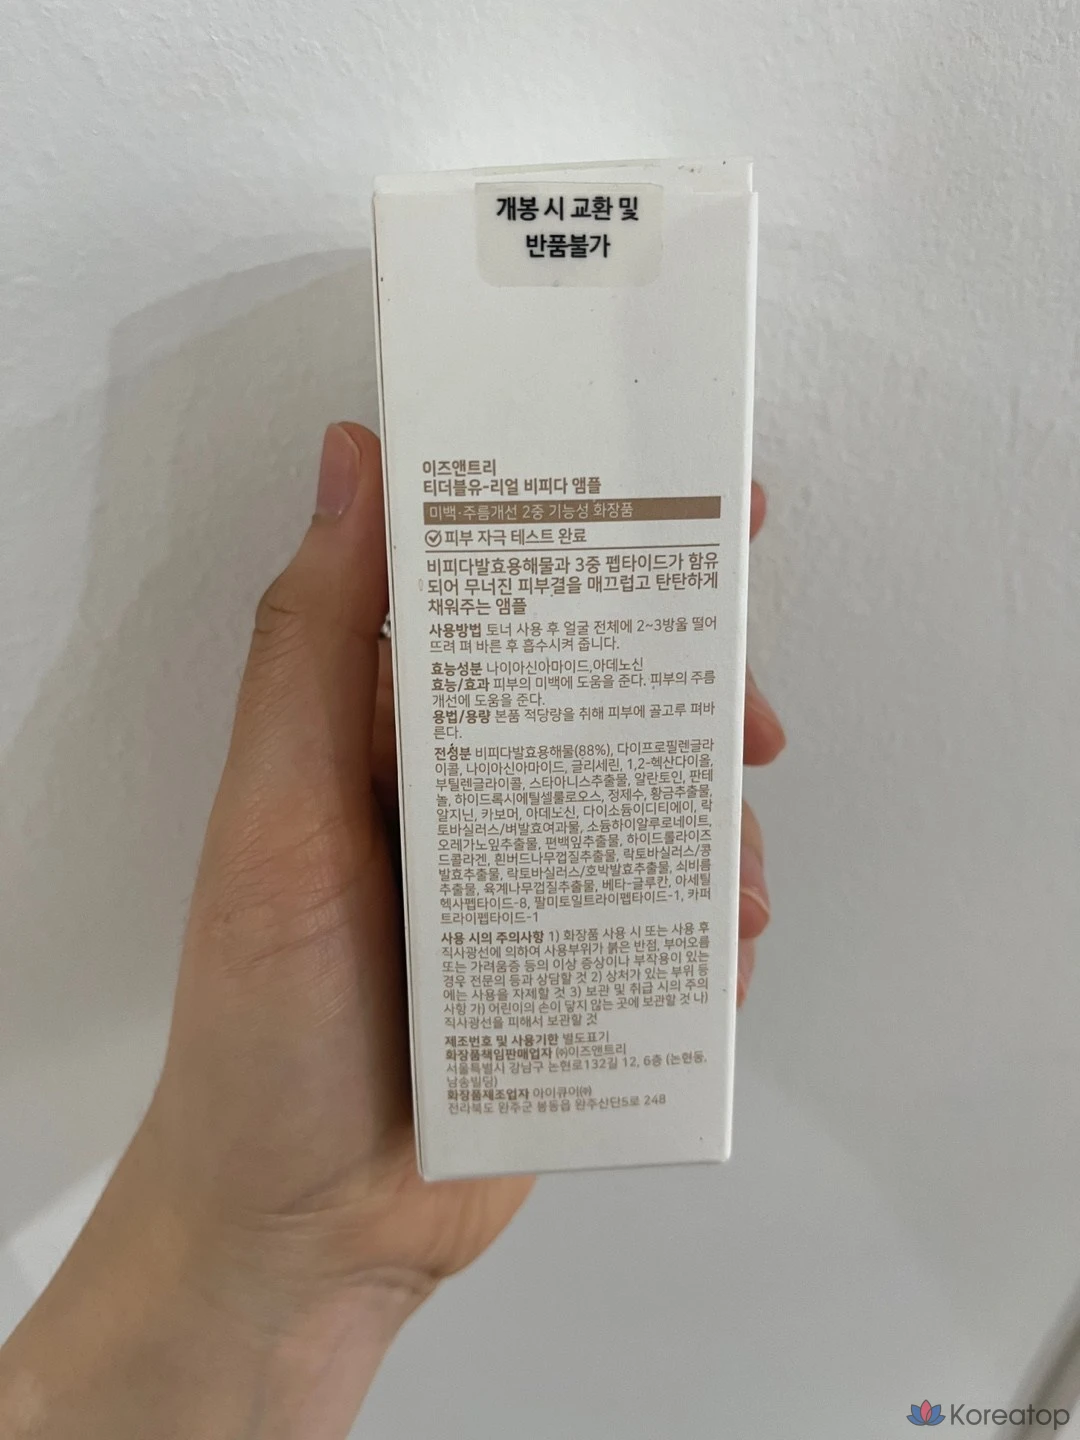 개봉 시 교환 및
반품불가
이즈앤트리
티더블유-리얼 비피다 앰플
미백·주름개선 2중 기능성 화장품
피부 자극 테스트 완료
비피다발효용해물과 3중 펩타이드가 함유
되어 무너진 피부결을 매끄럽고 탄탄하게
채워주는 앰플
사용방법 토너 사용 후 얼굴 전체에 2~3방울 떨어
뜨려 펴 바른 후 흡수시켜 줍니다.
효능성분 나이아신아마이드,아데노신
효능/효과 피부의 미백에 도움을 준다. 피부의 주름
개선에 도움을 준다.
용법/용량 본품 적당량을 취해 피부에 골고루 펴바
른다.
전성분 비피다발효용해물(88%), 다이프로필렌글라
이콜, 나이아신아마이드, 글리세린, 1,2-헥산다이올,
부틸렌글라이콜, 스타아니스추출물, 알란토인, 판테
놀, 하이드록시에틸셀룰로오스, 정제수, 황금추출물,
알지닌, 카보머, 아데노신, 다이소듐이디티에이, 락
토바실러스/벼발효여과물, 소듐하이알루로네이트,
오레가노잎추출물, 편백잎추출물, 하이드롤라이즈
드콜라겐, 흰버드나무껍질추출물, 락토바실러스/콩
발효추출물, 락토바실러스/호박발효추출물, 쇠비름
추출물, 육계나무껍질추출물, 베타-글루칸, 아세틸
헥사펩타이드-8, 팔미토일트라이펩타이드-1, 카퍼
트라이펩타이드-1
사용 시의 주의사항 1) 화장품 사용 시 또는 사용 후
직사광선에 의하여 사용부위가 붉은 반점, 부어오름
또는 가려움증 등의 이상 증상이나 부작용이 있는
경우 전문의 등과 상담할 것 2) 상처가 있는 부위 등
에는 사용을 자제할 것 3) 보관 및 취급 시의 주의
사항 가) 어린이의 손이 닿지 않는 곳에 보관할 것 나)
직사광선을 피해서 보관할 것
제조번호 및 사용기한 별도표기
화장품책임판매업자 ㈜이즈앤트리
서울특별시 강남구 논현로132길 12, 6층 (논현동,
남송빌딩)
화장품제조업자 아이큐어㈜
전라북도 완주군 봉동읍 완주산단5로 248
Koreatop